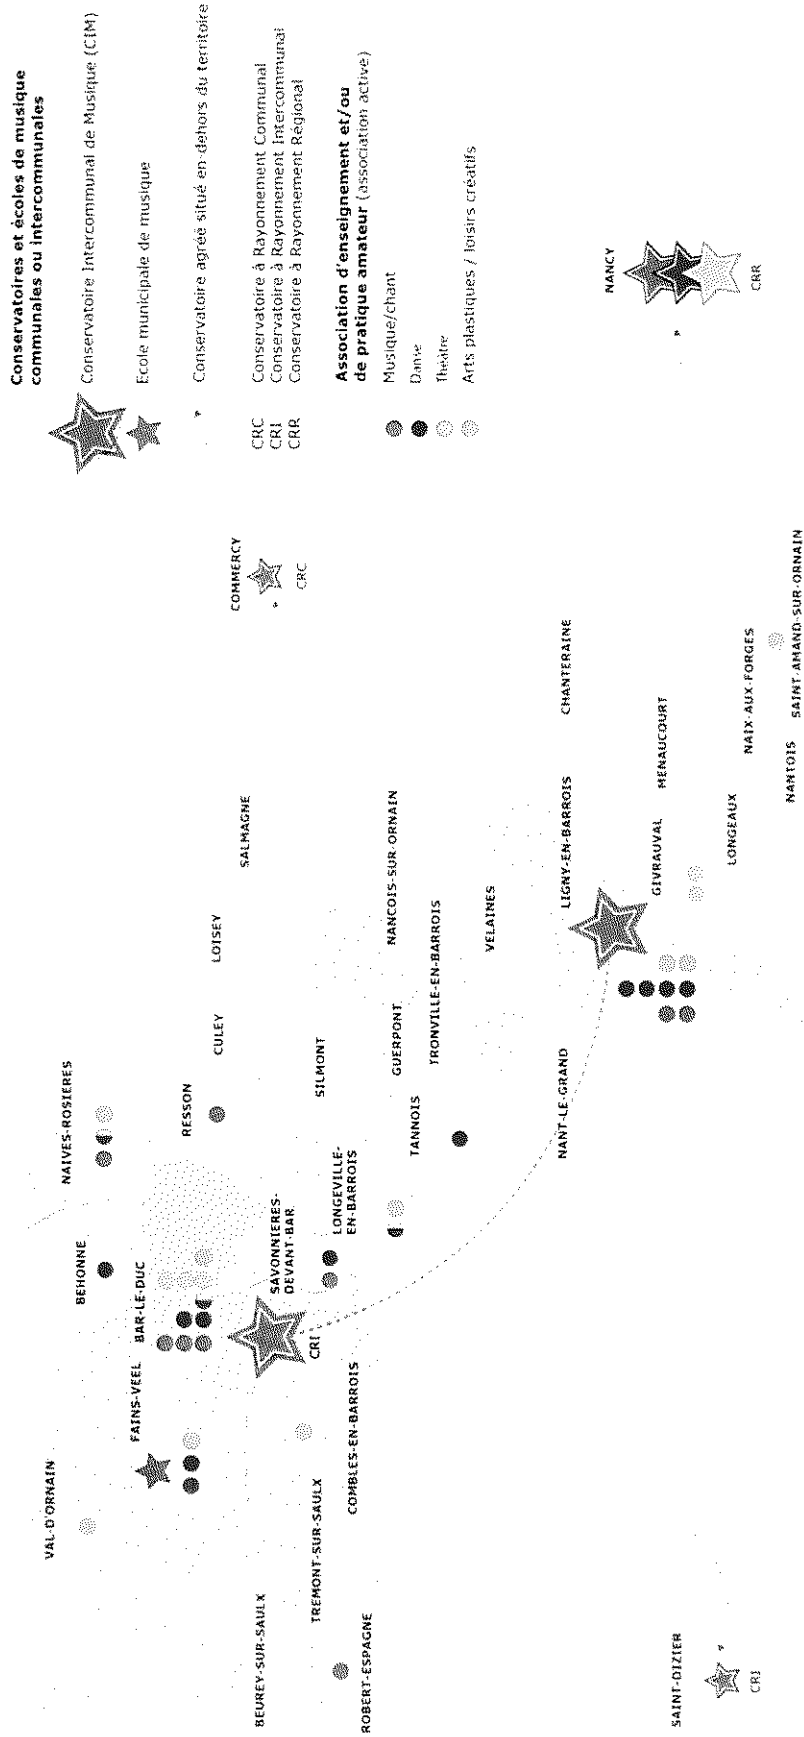 Conservatoires et écoles de musique
communales ou intercommunales
Conservatoire Intercommunal de Musique (CIM)
Ecole municipale de musique
Conservatoire agréé situé en-dehors du territoire
CRC Conservatoire à Rayonnement Communal
CRI Conservatoire à Rayonnement Intercommunal
CRR Conservatoire à Rayonnement Régional
Association d'enseignement et/ou
de pratique amateur (association active)
Musique/chant
Danse
Théâtre
Arts plastiques / loisirs créatifs
VAL-D'ORNAIN
BEHONNE
NAIVES-ROSIERES
FAINS-VEEL
BAR-LE-DUC
RESSON
CULEY
LOISEY
SALMAGNE
COMMERCY
CRC
BEUREY-SUR-SAULX
SAVONNIERES-
DEVANT-BAR
CRI
TREMONT-SUR-SAULX
SILMONT
LONGEVILLE-
EN-BARROIS
COMBLES-EN-BARROIS
ROBERT-ESPAGNE
GUERPONT
NANCOIS-SUR-ORNAIN
TANNOIS
TRONVILLE-EN-BARROIS
VELAINES
NANT-LE-GRAND
LIGNY-EN-BARROIS
CHANTERAINE
NANCY
CRR
GIVRAUVAL
MENAUCOURT
SAINT-DIZIER
CRI
LONGEAUX
NAIX-AUX-FORGES
NANTOIS
SAINT-AMAND-SUR-ORNAIN